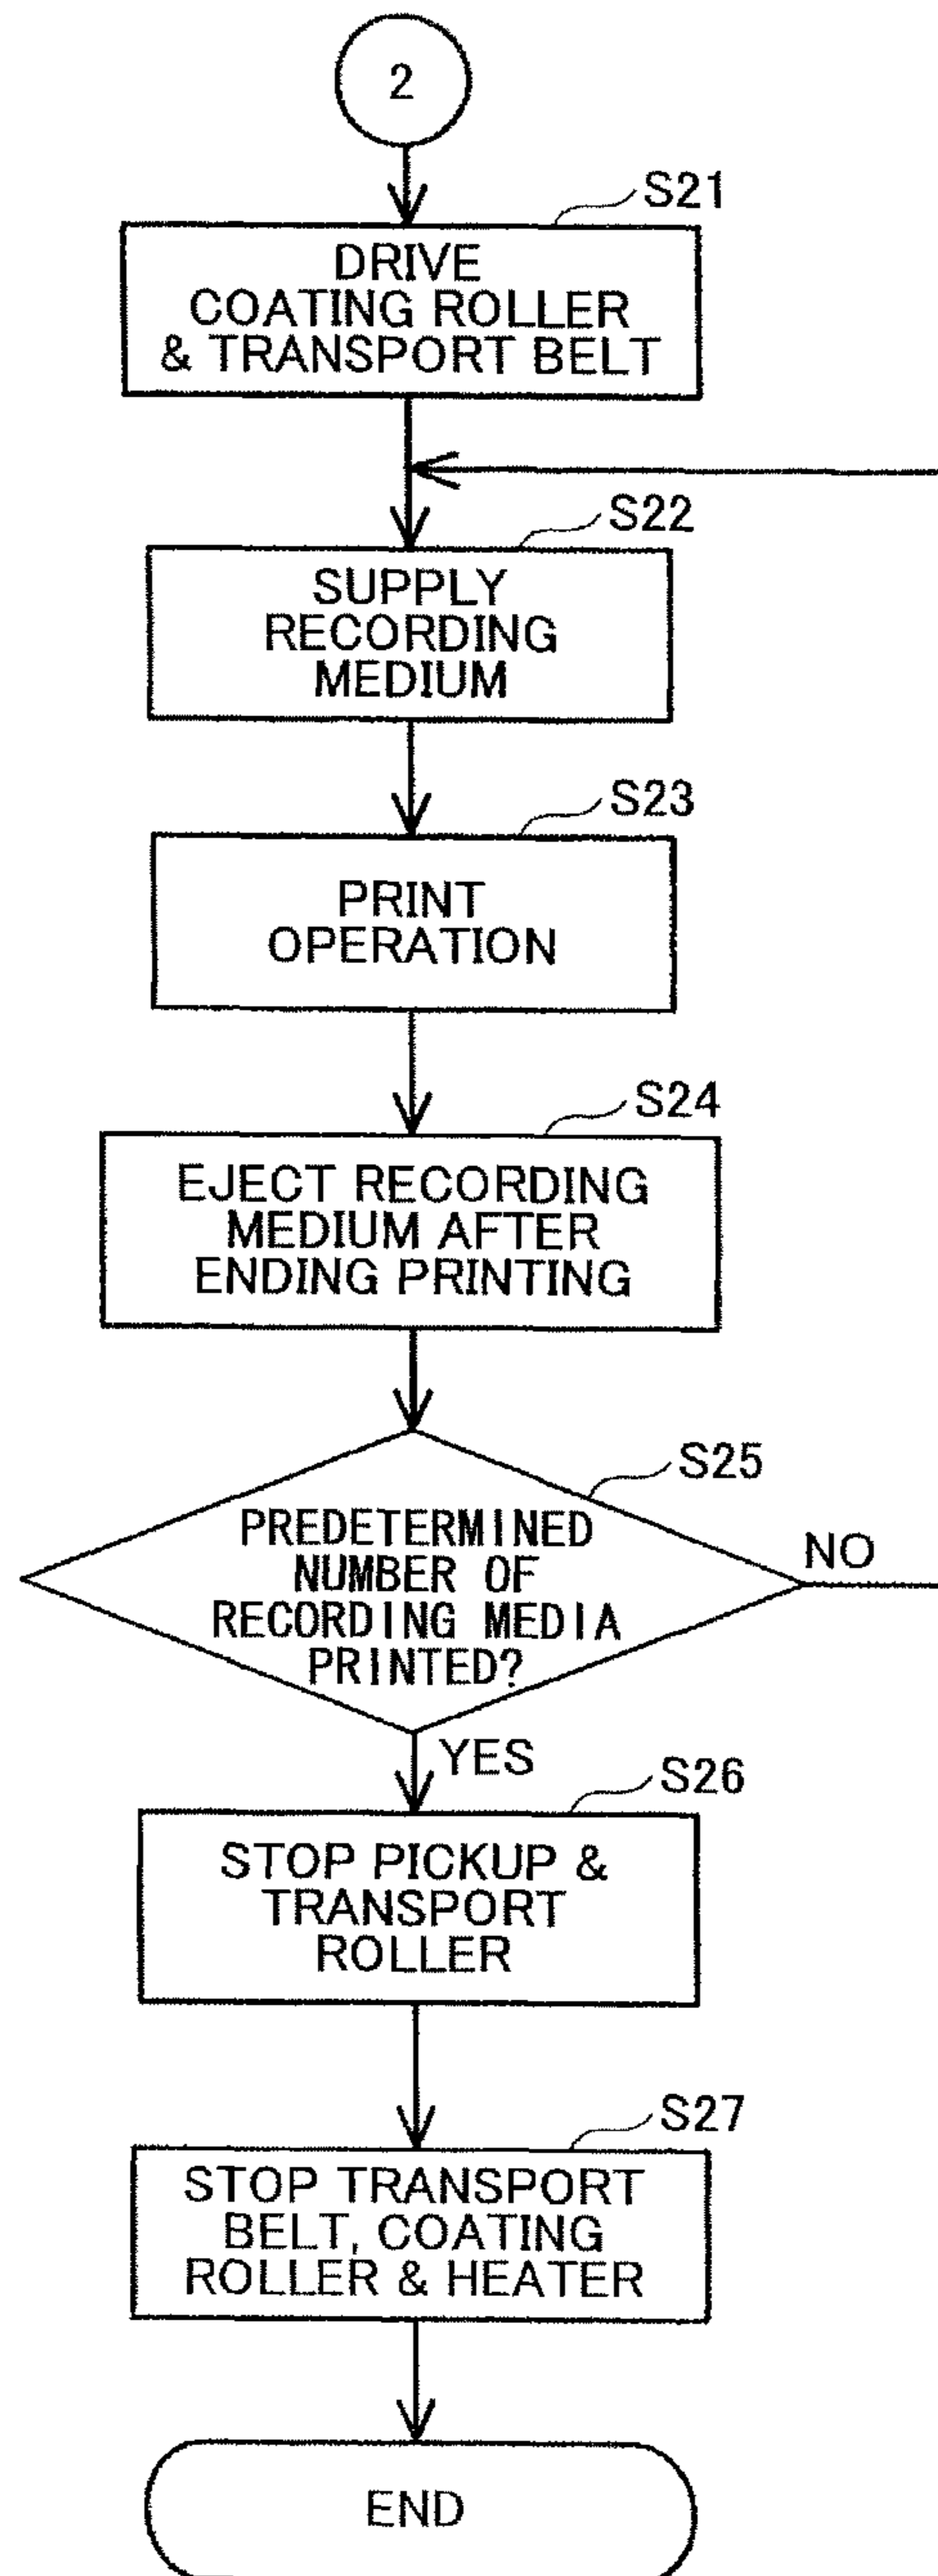 2
S21
DRIVE
COATING ROLLER
& TRANSPORT BELT
S22
SUPPLY
RECORDING
MEDIUM
S23
PRINT
OPERATION
S24
EJECT RECORDING
MEDIUM AFTER
ENDING PRINTING
S25
PREDETERMINED
NUMBER OF
RECORDING MEDIA
PRINTED?
NO
YES
S26
STOP PICKUP &
TRANSPORT
ROLLER
S27
STOP TRANSPORT
BELT, COATING
ROLLER & HEATER
END